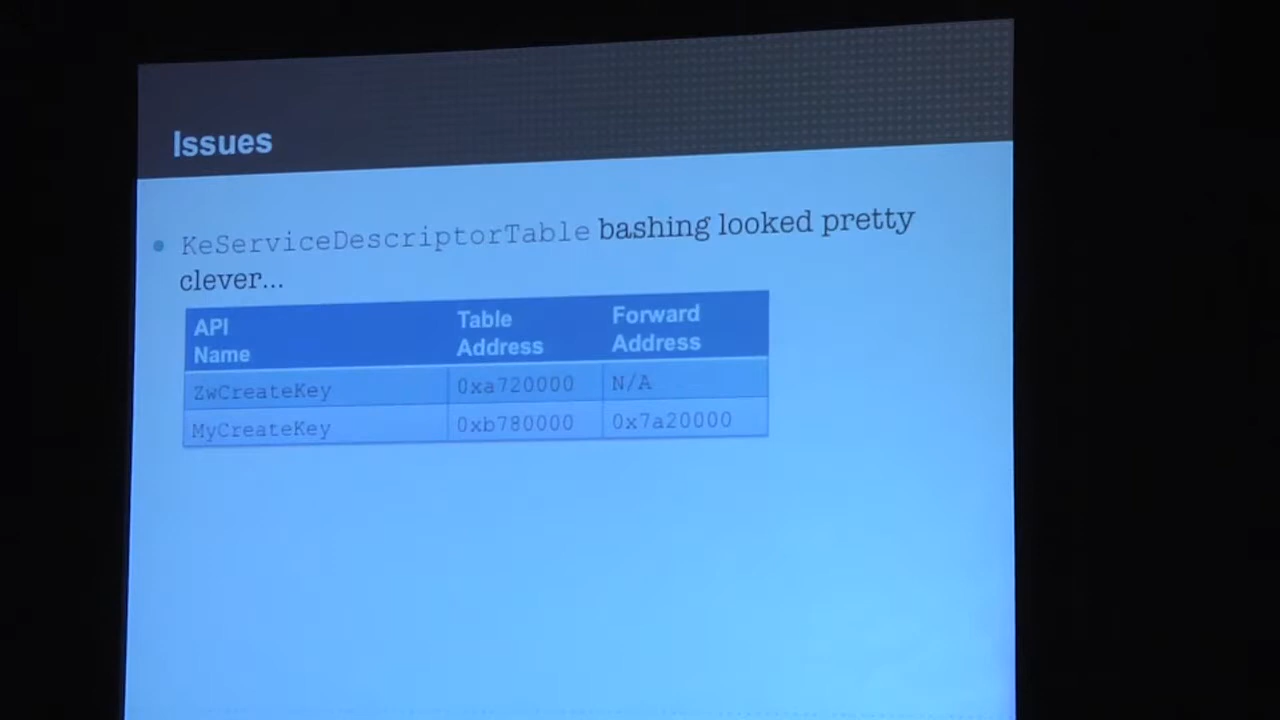 Issues
KeServiceDescriptorTable bashing looked pretty
clever...
API Name Table Address Forward Address
ZwCreateKey 0xa720000 N/A
MyCreateKey 0xb780000 0x7a20000